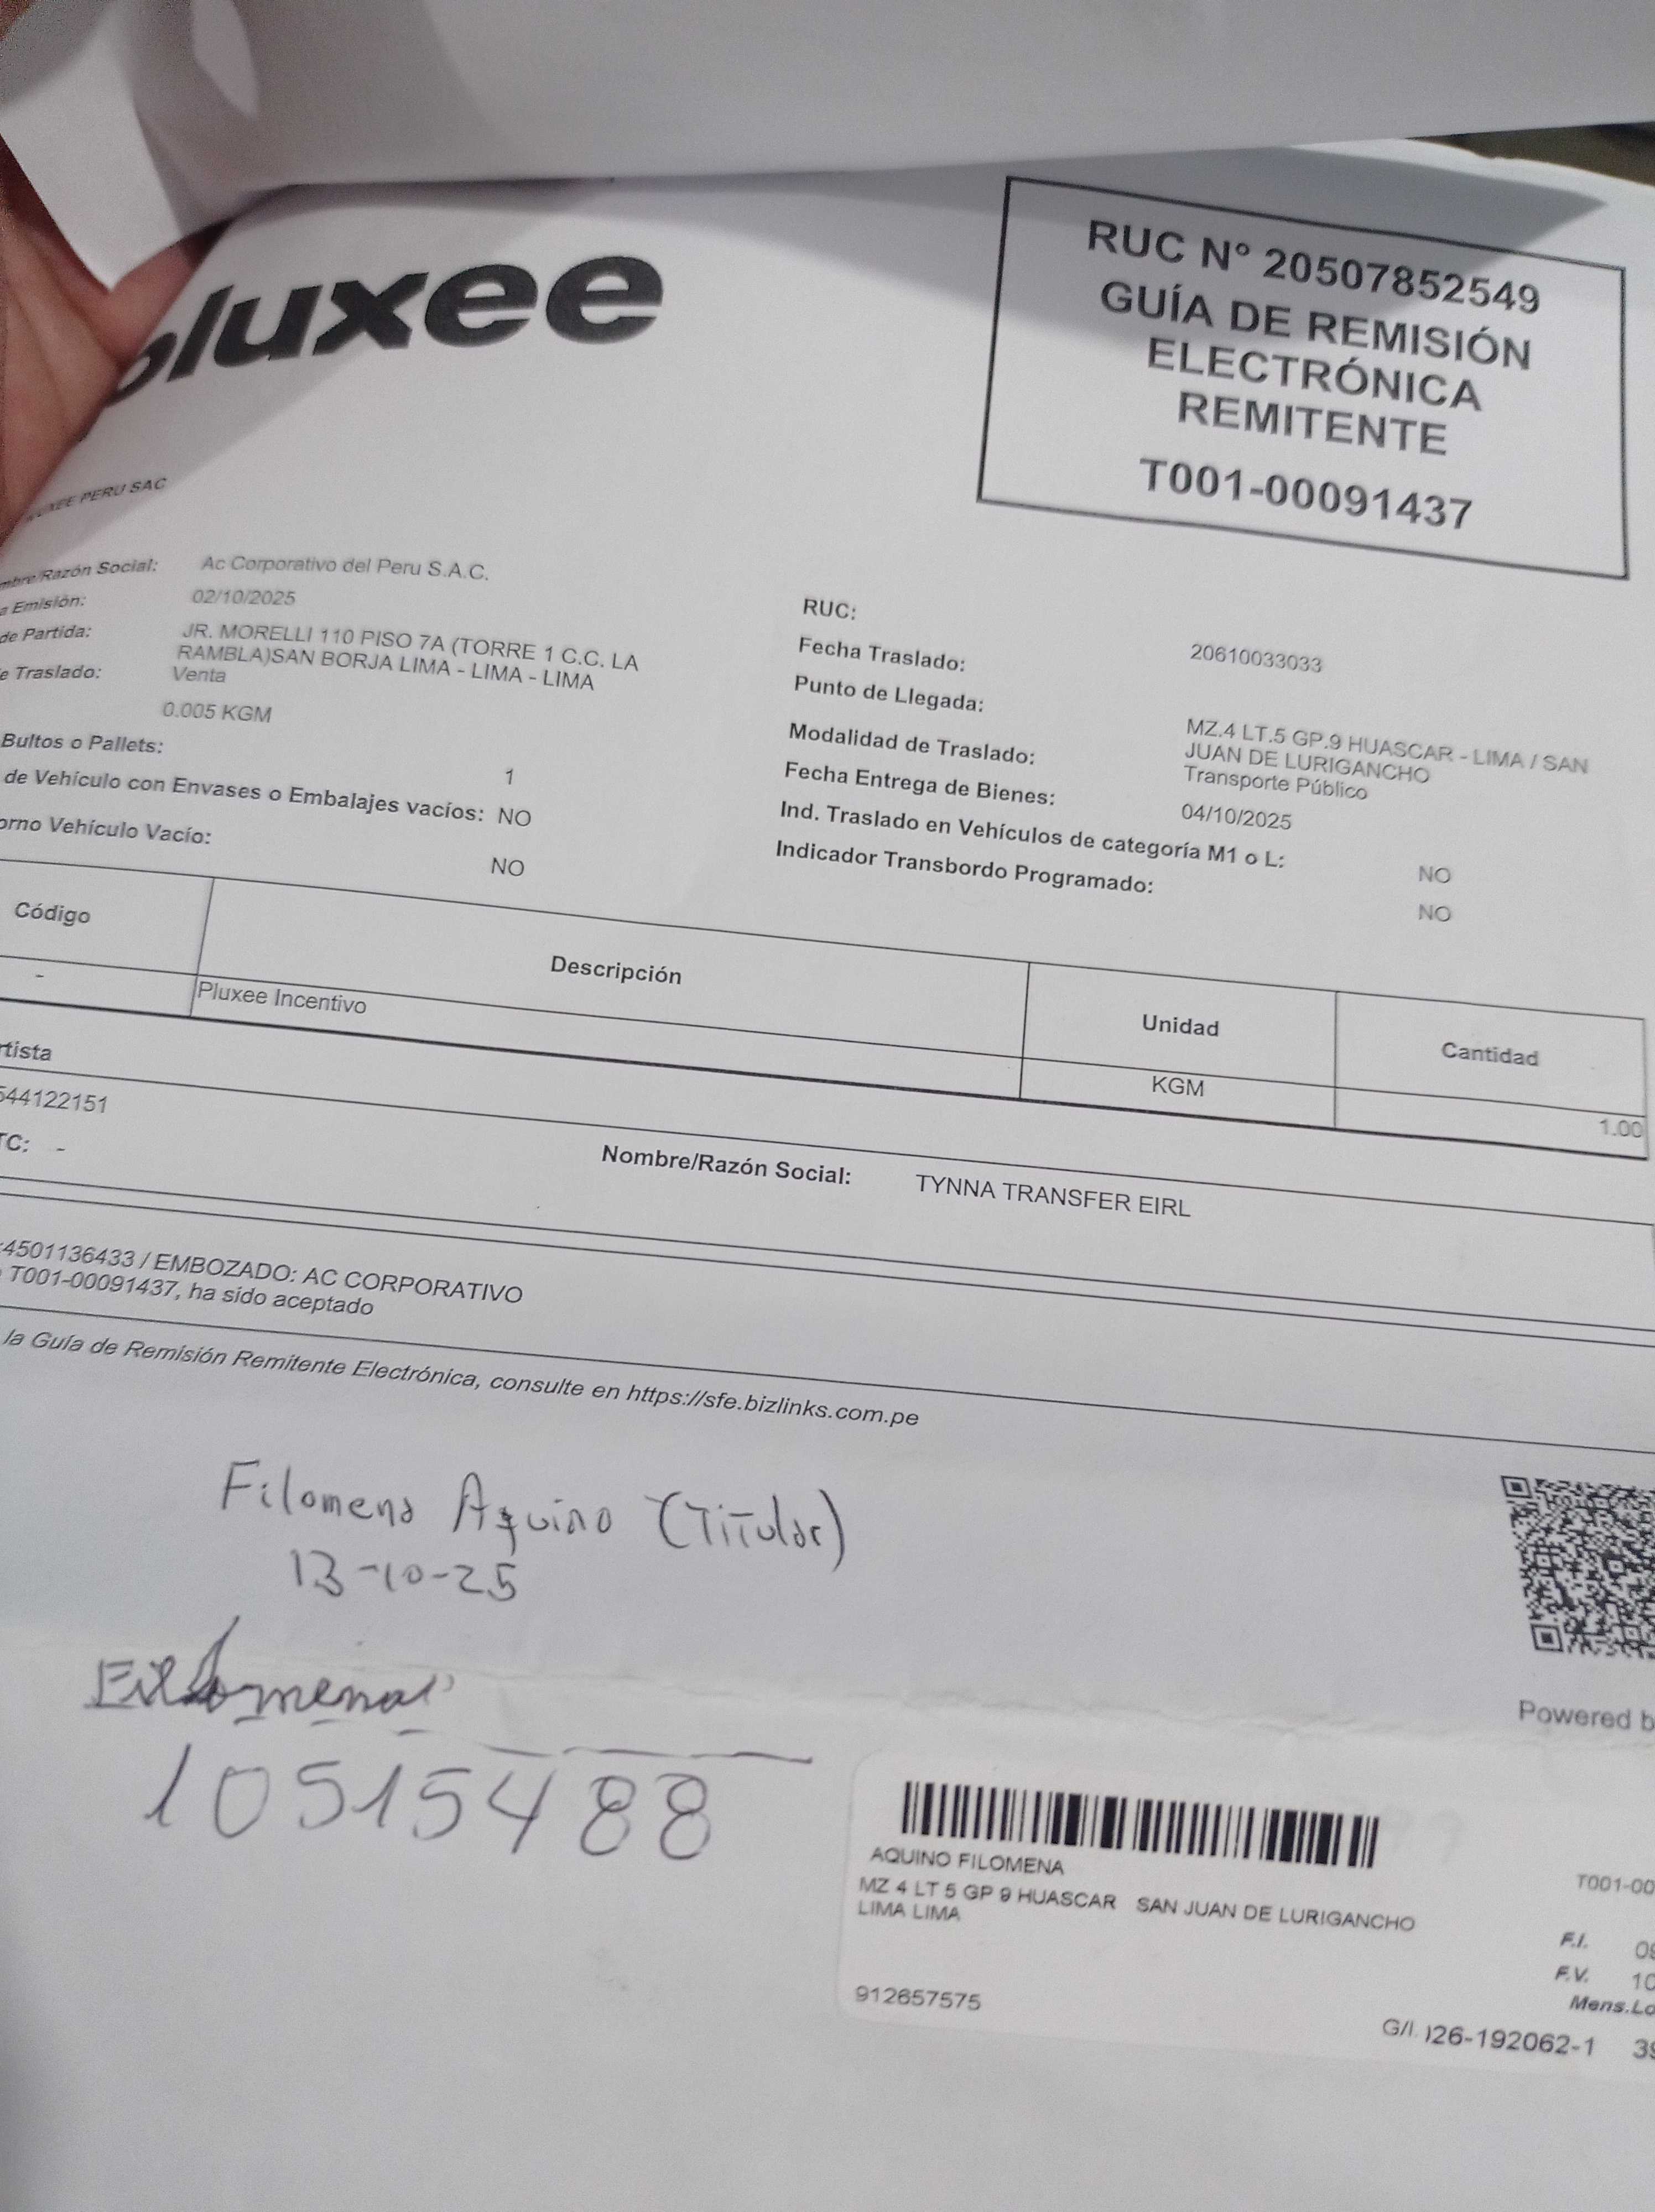 pluxee
RUC N° 20507852549
GUÍA DE REMISIÓN
ELECTRÓNICA
REMITENTE
T001-00091437
UXEE PERU SAC
mbre/Razón Social: Ac Corporativo del Peru S.A.C.
a Emisión: 02/10/2025
de Partida: JR. MORELLI 110 PISO 7A (TORRE 1 C.C. LA
RAMBLA)SAN BORJA LIMA - LIMA - LIMA
e Traslado: Venta
0.005 KGM
Bultos o Pallets: 1
de Vehículo con Envases o Embalajes vacíos: NO
orno Vehículo Vacío: NO
RUC: 20610033033
Fecha Traslado:
Punto de Llegada: MZ.4 LT.5 GP.9 HUASCAR - LIMA / SAN
JUAN DE LURIGANCHO
Modalidad de Traslado: Transporte Público
Fecha Entrega de Bienes: 04/10/2025
Ind. Traslado en Vehículos de categoría M1 o L: NO
Indicador Transbordo Programado: NO
Código Descripción Unidad Cantidad
- Pluxee Incentivo KGM 1.00
rtista
544122151 Nombre/Razón Social: TYNNA TRANSFER EIRL
TC: -
:4501136433 / EMBOZADO: AC CORPORATIVO
T001-00091437, ha sido aceptado
la Guía de Remisión Remitente Electrónica, consulte en https://sfe.bizlinks.com.pe
Filomena Aquino (Titular)
13-10-25
Filomena
10515488
Powered b
AQUINO FILOMENA
MZ 4 LT 5 GP 9 HUASCAR SAN JUAN DE LURIGANCHO
LIMA LIMA
912657575
T001-00
F.I. 09
F.V. 10
Mens.Lo
G/I. 026-192062-1 39